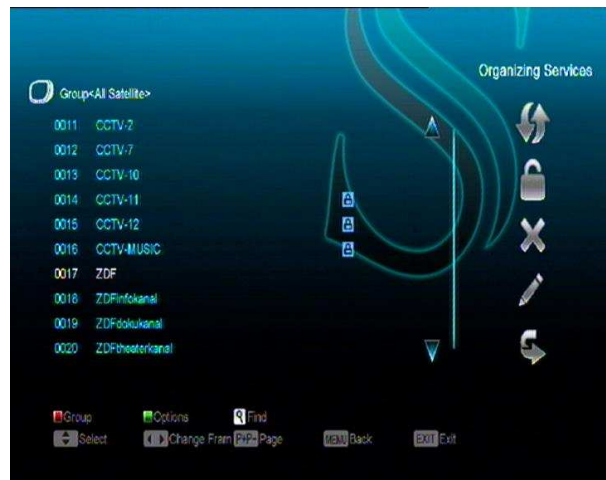 Organizing Services
Group<All Satellite>
0011 CCTV-2
0012 CCTV-7
0013 CCTV-10
0014 CCTV-11
0015 CCTV-12
0016 CCTV-MUSIC
0017 ZDF
0018 ZDFinfokanal
0019 ZDFdokukanal
0020 ZDFtheaterkanal
Group Options Find
Select Change Fram P+P- Page MENU Back EXIT Exit